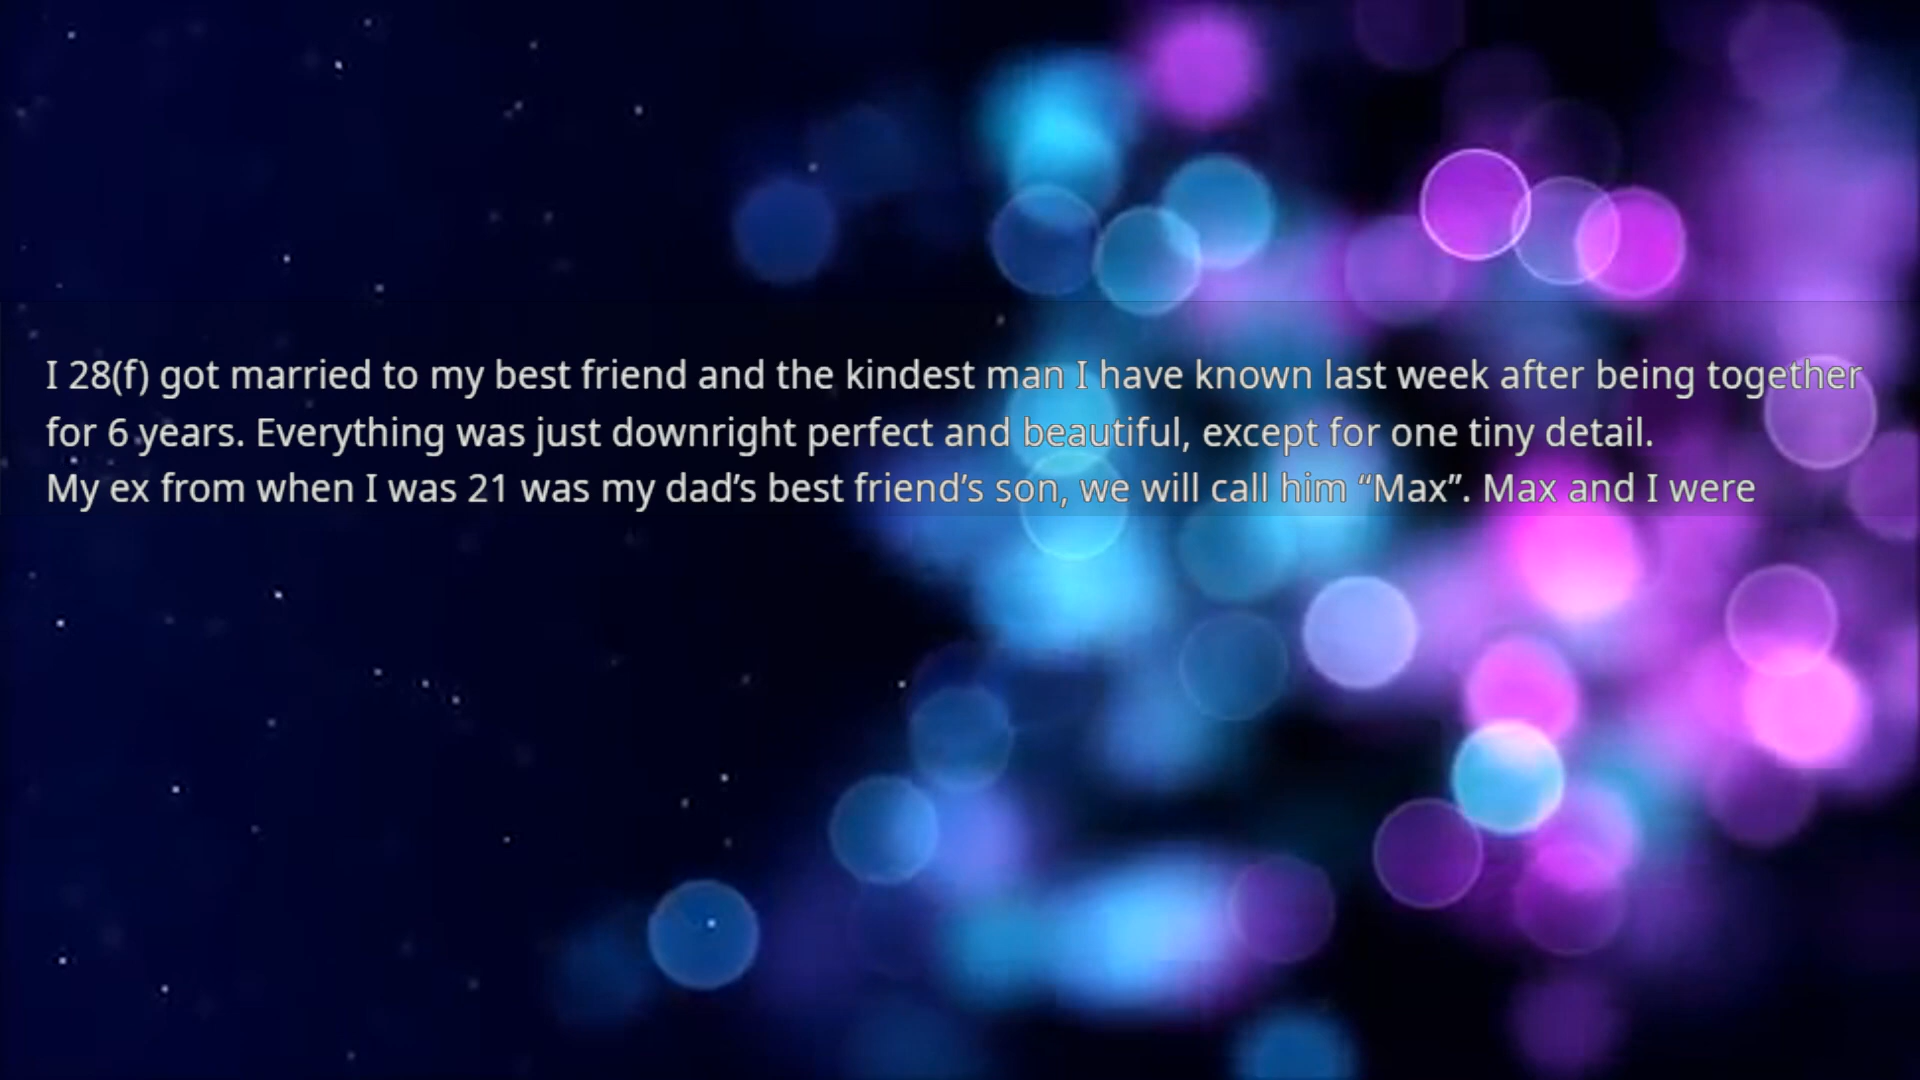 I 28(f) got married to my best friend and the kindest man I have known last week after being together
for 6 years. Everything was just downright perfect and beautiful, except for one tiny detail.
My ex from when I was 21 was my dad’s best friend’s son, we will call him “Max”. Max and I were